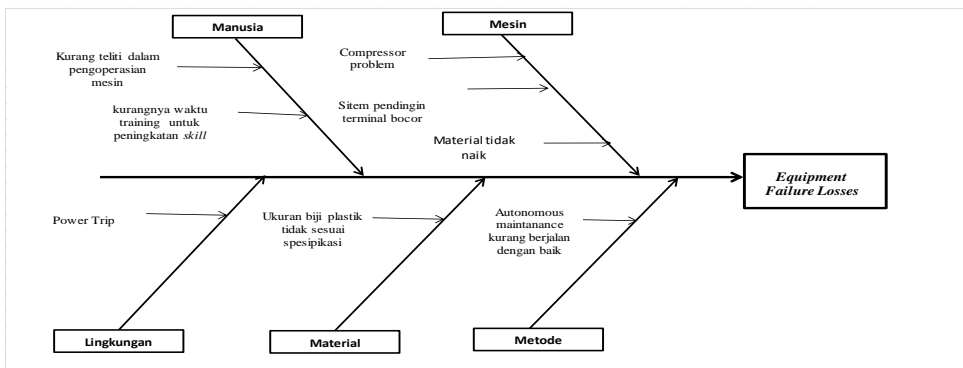 Manusia
Mesin
Kurang teliti dalam
pengoperasian
mesin
kurangnya waktu
training untuk
peningkatan skill
Compressor
problem
Sitem pendingin
terminal bocor
Material tidak
naik
Equipment
Failure Losses
Power Trip
Ukuran biji plastik
tidak sesuai
spesipikasi
Autonomous
maintanance
kurang berjalan
dengan baik
Lingkungan
Material
Metode